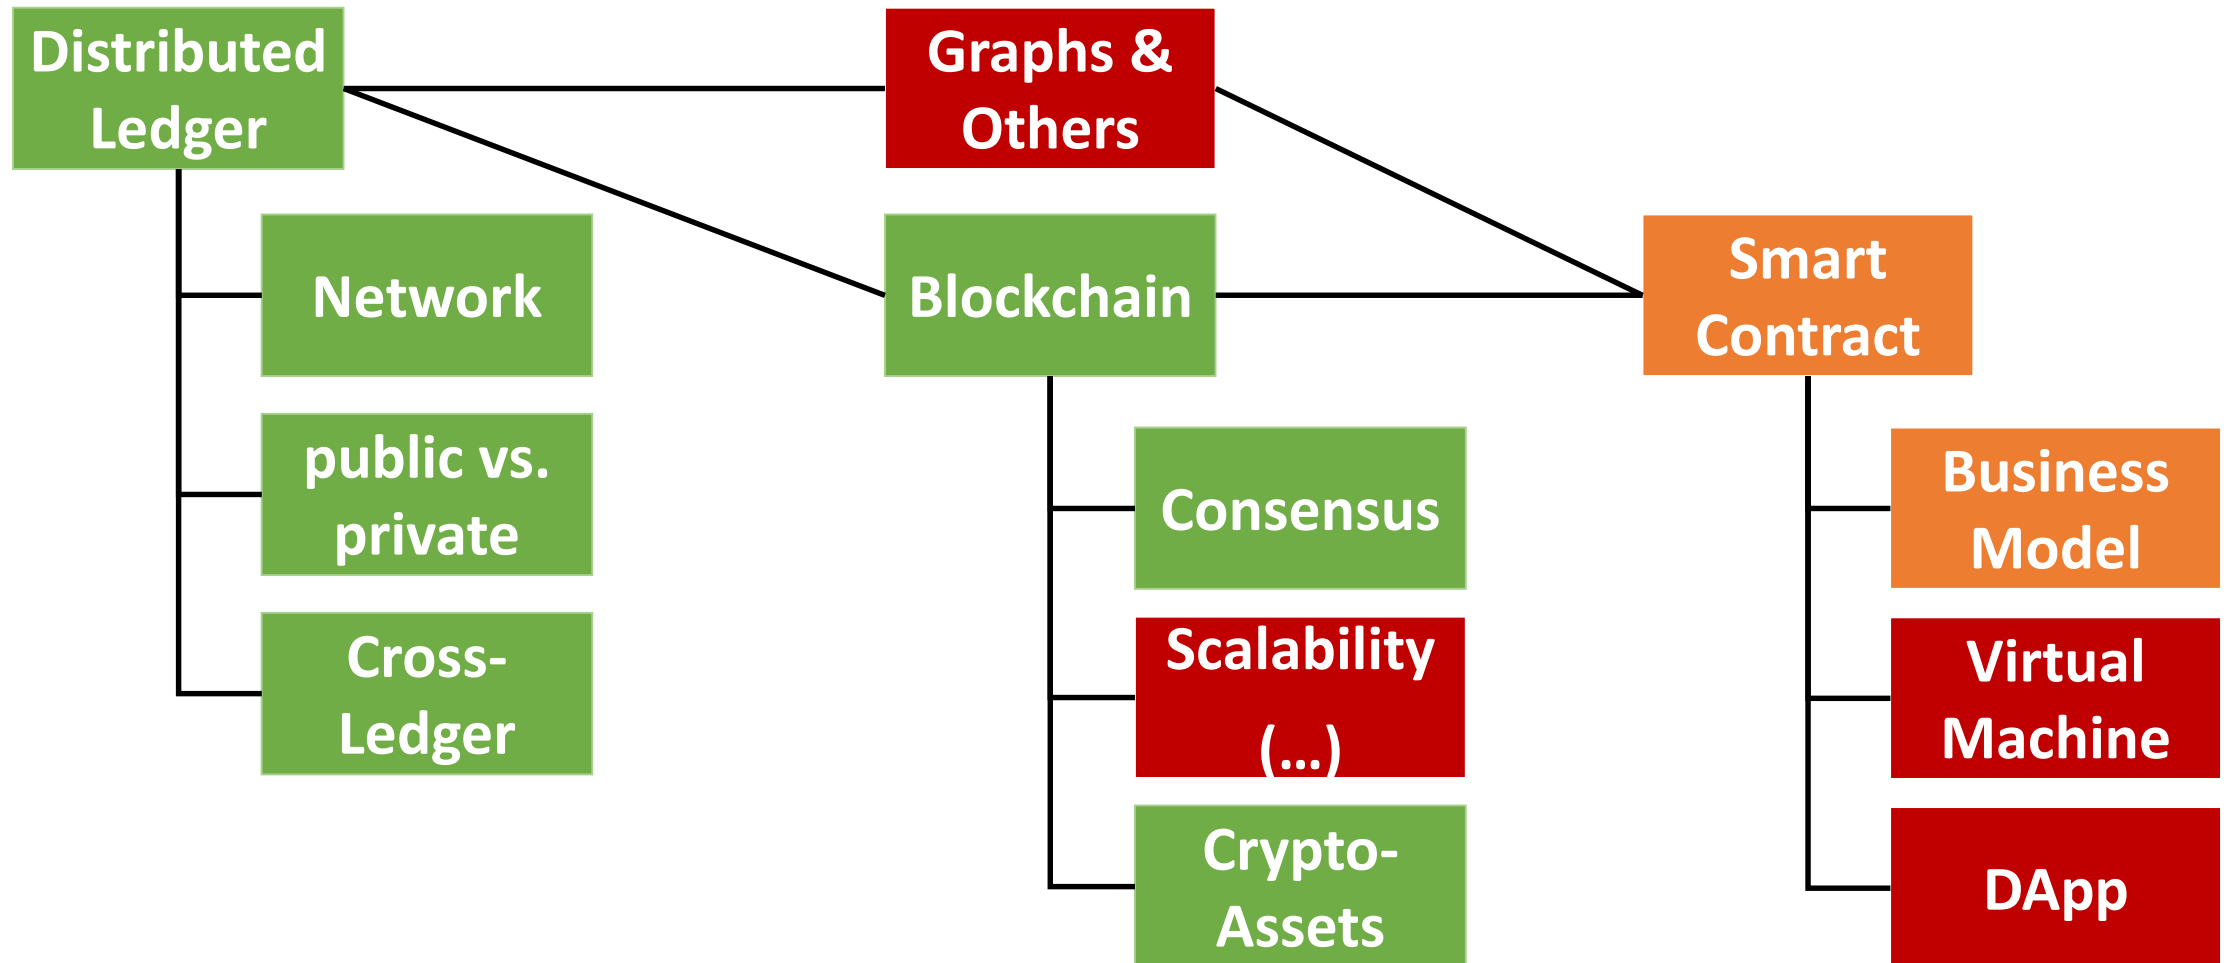 Distributed
Ledger
Graphs &
Others
Network
Blockchain
Smart
Contract
public vs.
private
Consensus
Business
Model
Cross-
Ledger
Scalability
(...)
Virtual
Machine
Crypto-
Assets
DApp